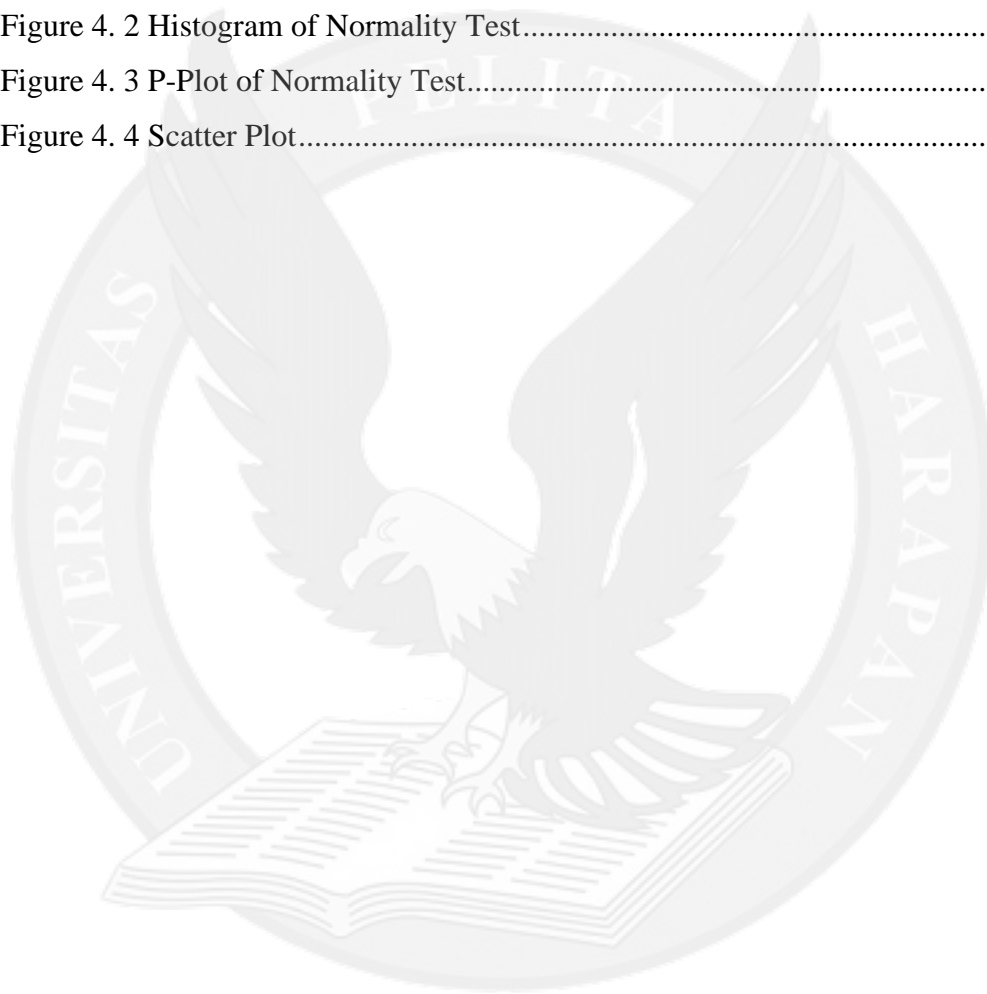 Figure 4. 2 Histogram of Normality Test................................................................
Figure 4. 3 P-Plot of Normality Test.......................................................................
Figure 4. 4 Scatter Plot............................................................................................
UNIVERSITAS PELITA HARAPAN